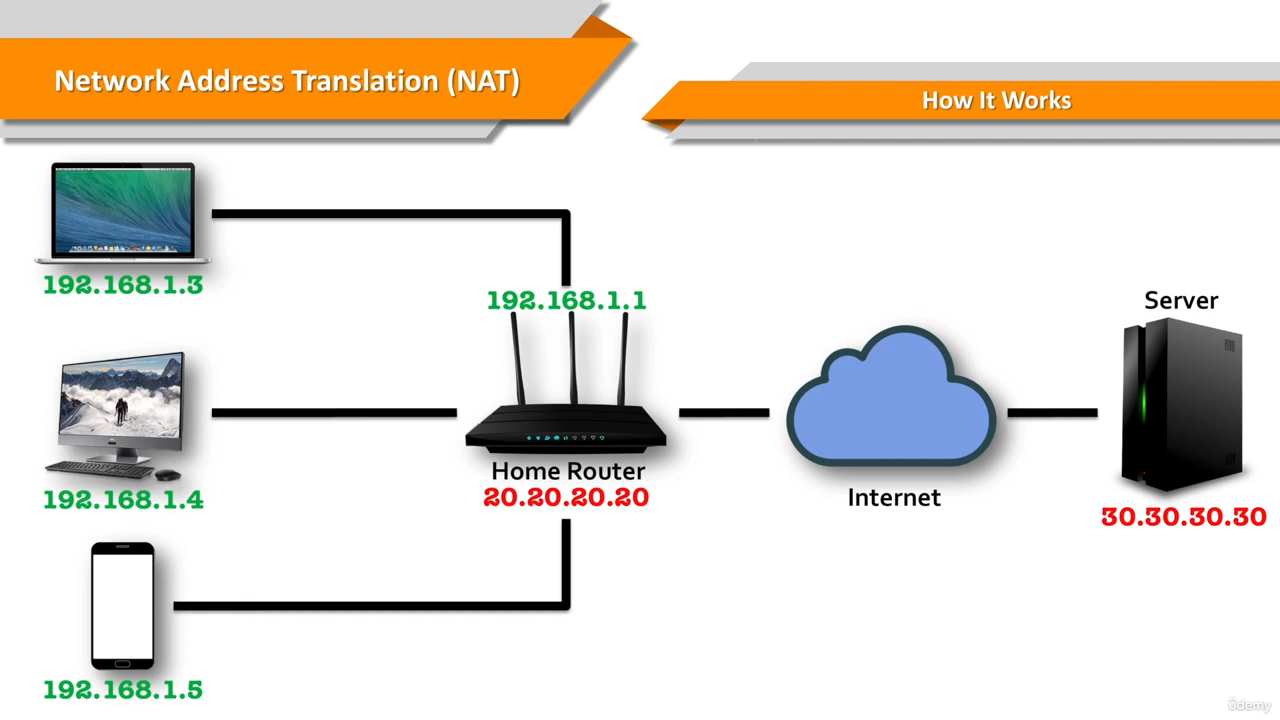 Network Address Translation (NAT)
How It Works
192.168.1.3
192.168.1.1
Server
192.168.1.4
Home Router
20.20.20.20
Internet
30.30.30.30
192.168.1.5
ûdemy